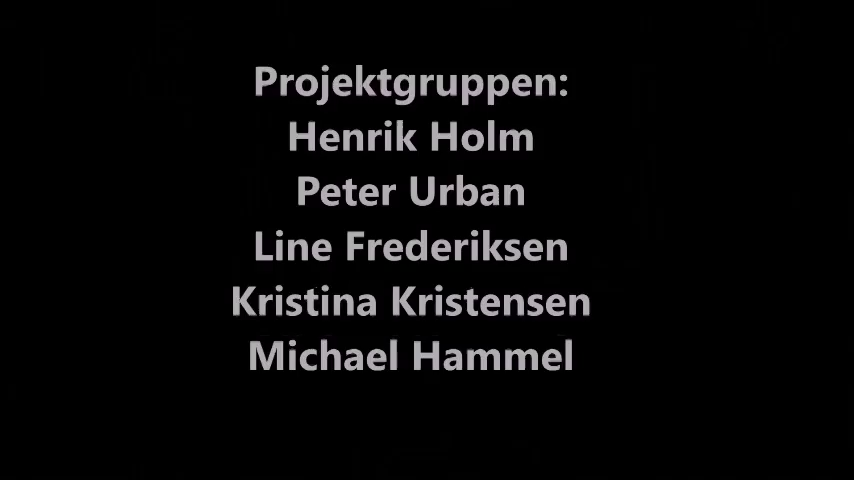 Projektgruppen:
Henrik Holm
Peter Urban
Line Frederiksen
Kristina Kristensen
Michael Hammel